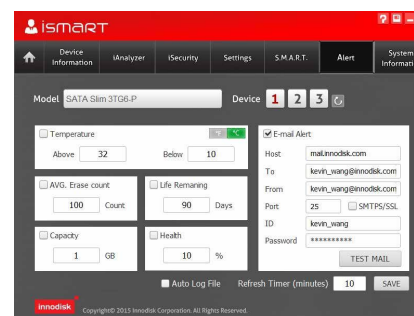 ısmarт
Device Information
iAnalyzer
iSecurity
Settings
S.M.A.R.T.
Alert
System Informati
Model SATA Slim 3TG6-P
Device 1 2 3
Temperature °F °C
Above 32 Below 10
AVG. Erase count
100 Count
Life Remaning
90 Days
Capacity
1 GB
Health
10 %
E-mail Alert
Host mail.innodisk.com
To kevin_wang@innodisk.com
From kevin_wang@innodisk.com
Port 25 SMTPS/SSL
ID kevin_wang
Password **********
TEST MAIL
Auto Log File Refresh Timer (minutes) 10 SAVE
innodisk Copyright© 2015 Innodisk Corporation. All Rights Reserved.